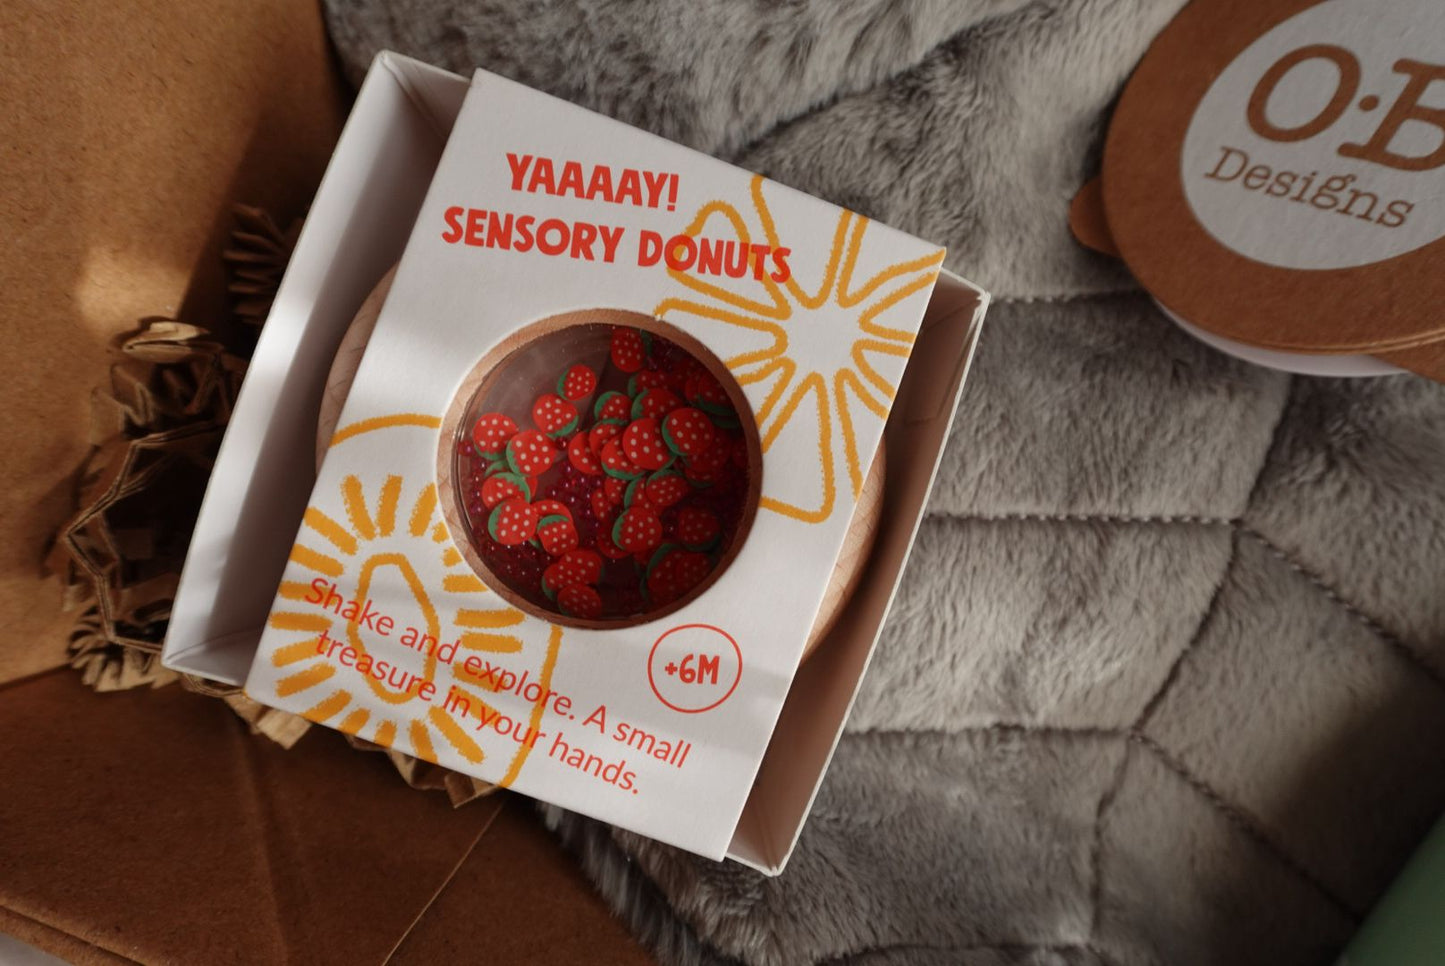 YAAAAY!
SENSORY DONUTS
Shake and explore. A small
treasure in your hands.
+6M
O·B
Designs